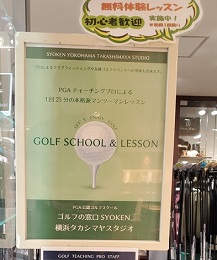 無料体験レッスン
実施中！
初心者歓迎
SYOKEN YOKOHAMA TAKASHIMAYA STUDIO
PGAティーチングプロによる
1回25分の本格派マンツーマンレッスン
GOLF SCHOOL & LESSON
PGA公認ゴルフスクール
ゴルフの窓口 SYOKEN
横浜タカシマヤスタジオ
GOLF TEACHING PRO STAFF